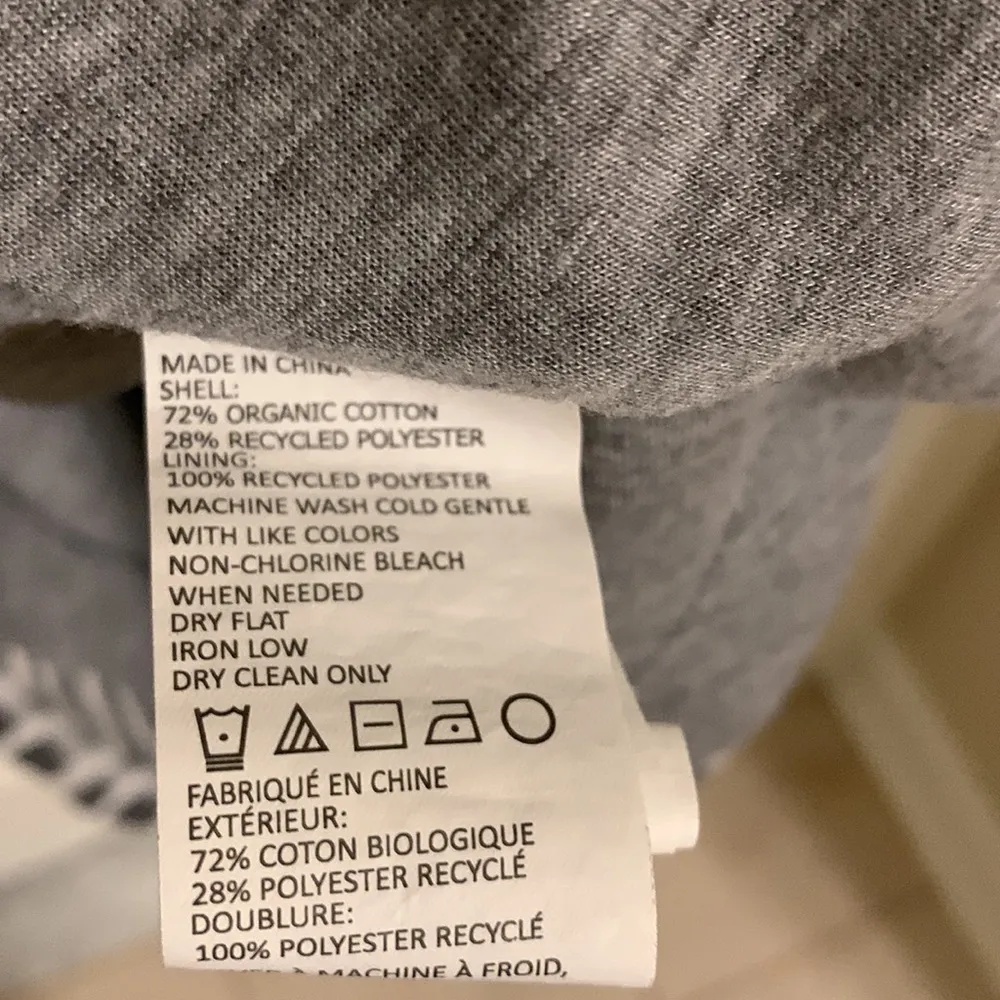 MADE IN CHINA
SHELL:
72% ORGANIC COTTON
28% RECYCLED POLYESTER
LINING:
100% RECYCLED POLYESTER
MACHINE WASH COLD GENTLE
WITH LIKE COLORS
NON-CHLORINE BLEACH
WHEN NEEDED
DRY FLAT
IRON LOW
DRY CLEAN ONLY
FABRIQUÉ EN CHINE
EXTÉRIEUR:
72% COTON BIOLOGIQUE
28% POLYESTER RECYCLÉ
DOUBLURE:
100% POLYESTER RECYCLÉ
À MACHINE À FROID,